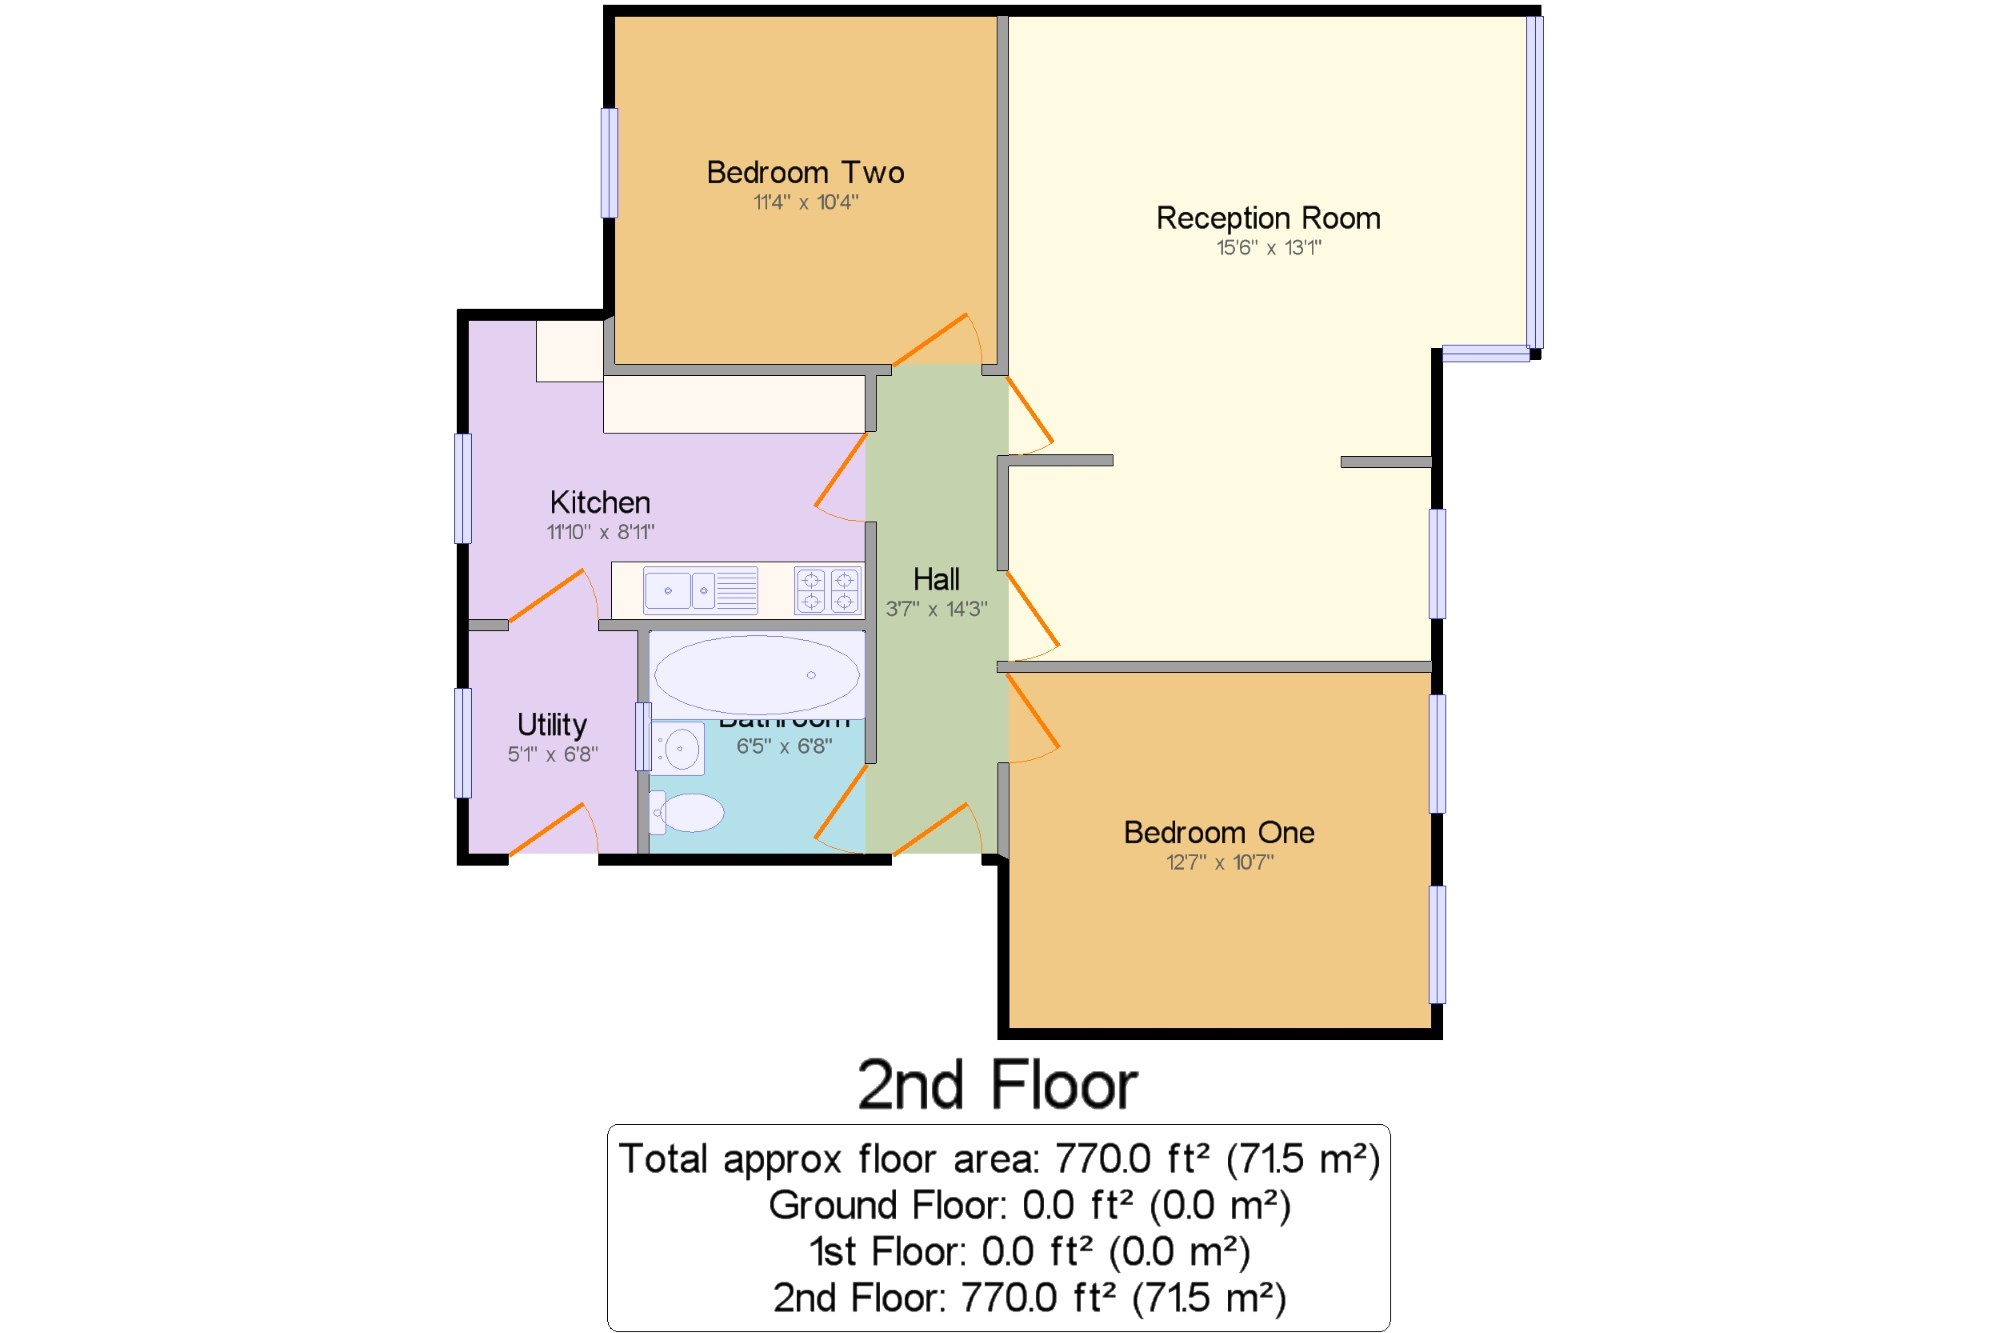 Bedroom Two
11'4" x 10'4"
Reception Room
15'6" x 13'1"
Kitchen
11'10" x 8'11"
Hall
3'7" x 14'3"
Utility
5'1" x 6'8"
Bathroom
6'5" x 6'8"
Bedroom One
12'7" x 10'7"
2nd Floor
Total approx floor area: 770.0 ft² (71.5 m²)
Ground Floor: 0.0 ft² (0.0 m²)
1st Floor: 0.0 ft² (0.0 m²)
2nd Floor: 770.0 ft² (71.5 m²)